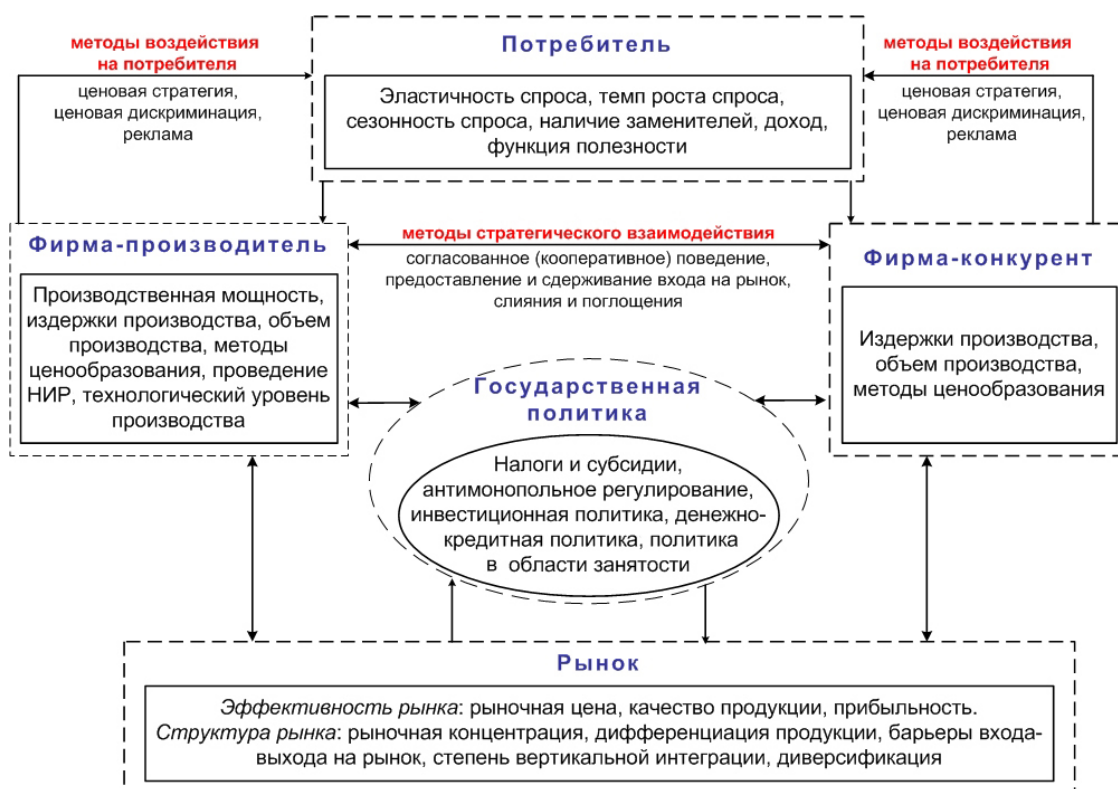 методы воздействия
на потребителя
ценовая стратегия,
ценовая дискриминация,
реклама
Потребитель
Эластичность спроса, темп роста спроса,
сезонность спроса, наличие заменителей, доход,
функция полезности
методы воздействия
на потребителя
ценовая стратегия,
ценовая дискриминация,
реклама
Фирма-производитель
Производственная мощность,
издержки производства, объем
производства, методы
ценообразования, проведение
НИР, технологический уровень
производства
методы стратегического взаимодействия
согласованное (кооперативное) поведение,
предоставление и сдерживание входа на рынок,
слияния и поглощения
Фирма-конкурент
Издержки производства,
объем производства,
методы ценообразования
Государственная
политика
Налоги и субсидии,
антимонопольное регулирование,
инвестиционная политика, денежно-
кредитная политика, политика
в области занятости
Рынок
Эффективность рынка: рыночная цена, качество продукции, прибыльность.
Структура рынка: рыночная концентрация, дифференциация продукции, барьеры входа-
выхода на рынок, степень вертикальной интеграции, диверсификация